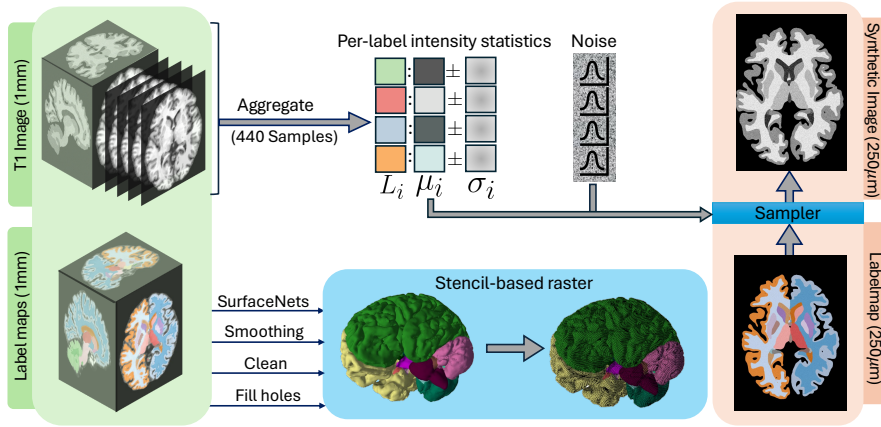 T1 Image (1mm)
Label maps (1mm)
Aggregate
(440 Samples)
Per-label intensity statistics
Noise
: ±
: ±
: ±
: ±
L_i μ_i σ_i
SurfaceNets
Smoothing
Clean
Fill holes
Stencil-based raster
Sampler
Synthetic Image (250μm)
Labelmap (250μm)